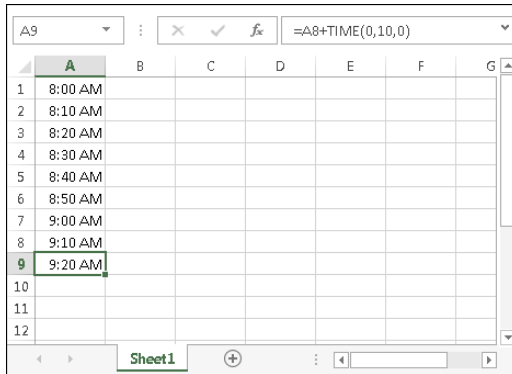 A9 fx =A8+TIME(0,10,0)
A B C D E F G
1 8:00 AM
2 8:10 AM
3 8:20 AM
4 8:30 AM
5 8:40 AM
6 8:50 AM
7 9:00 AM
8 9:10 AM
9 9:20 AM
10
11
12
Sheet1